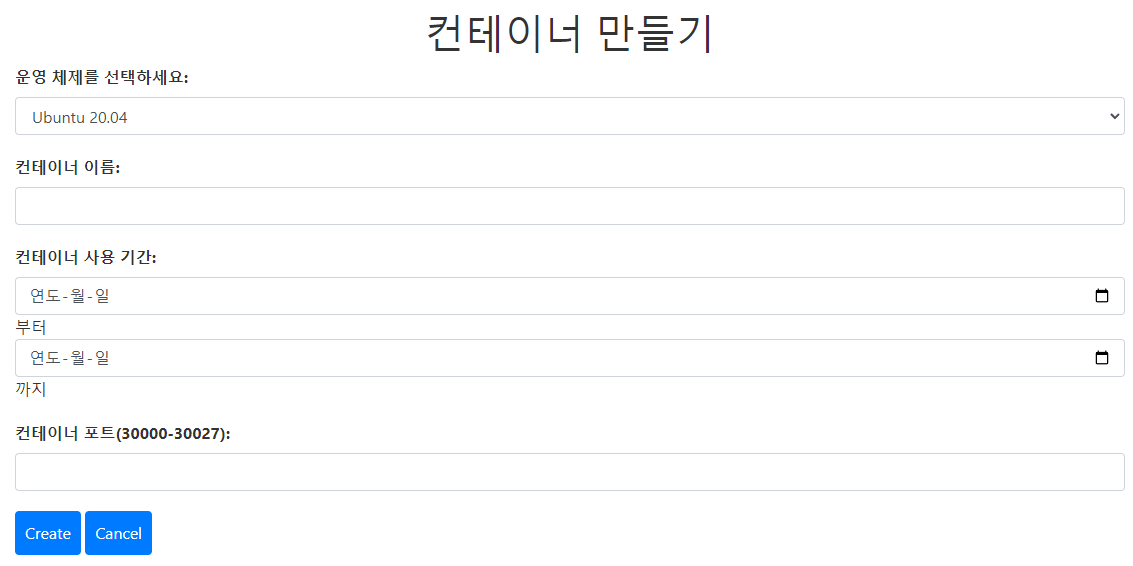 컨테이너 만들기
운영 체제를 선택하세요:
Ubuntu 20.04
컨테이너 이름:
컨테이너 사용 기간:
연도-월-일
부터
연도-월-일
까지
컨테이너 포트(30000-30027):
Create Cancel